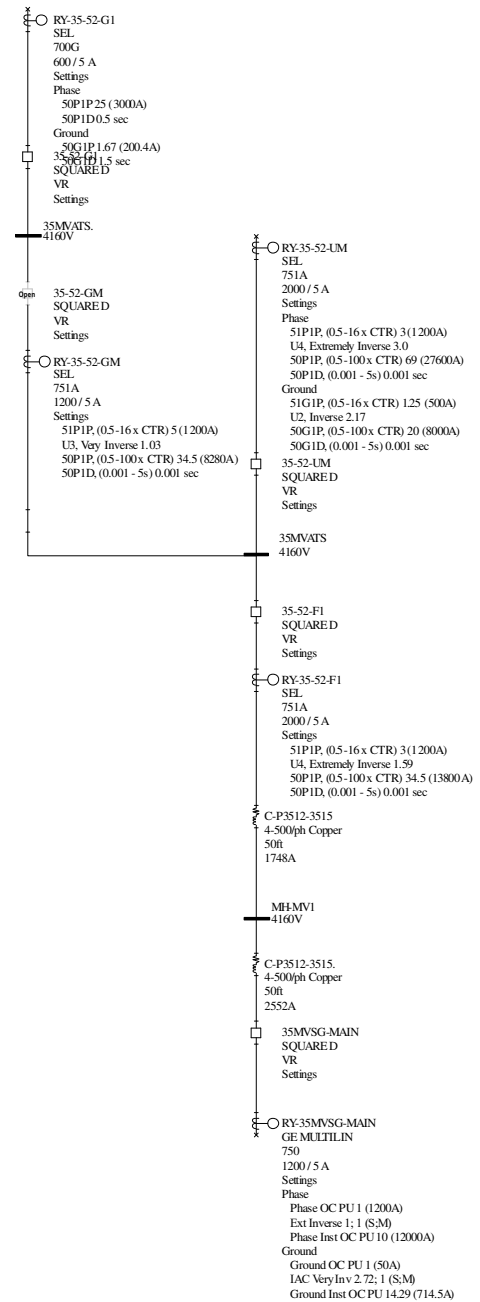 RY-35-52-G1
SEL
700G
600 / 5 A
Settings
Phase
50P1P 25 (3000A)
50P1D 0.5 sec
Ground
50G1P 1.67 (200.4A)
50G1D 1.5 sec
35-52-G1
SQUARE D
VR
Settings
35MVATS.
4160V
Open
35-52-GM
SQUARE D
VR
Settings
RY-35-52-GM
SEL
751A
1200 / 5 A
Settings
51P1P, (0.5-16 x CTR) 5 (1200A)
U3, Very Inverse 1.03
50P1P, (0.5-100 x CTR) 34.5 (8280A)
50P1D, (0.001 - 5s) 0.001 sec
RY-35-52-UM
SEL
751A
2000 / 5 A
Settings
Phase
51P1P, (0.5-16 x CTR) 3 (1200A)
U4, Extremely Inverse 3.0
50P1P, (0.5-100 x CTR) 69 (27600A)
50P1D, (0.001 - 5s) 0.001 sec
Ground
51G1P, (0.5-16 x CTR) 1.25 (500A)
U2, Inverse 2.17
50G1P, (0.5-100 x CTR) 20 (8000A)
50G1D, (0.001 - 5s) 0.001 sec
35-52-UM
SQUARE D
VR
Settings
35MVATS
4160V
35-52-F1
SQUARE D
VR
Settings
RY-35-52-F1
SEL
751A
2000 / 5 A
Settings
51P1P, (0.5-16 x CTR) 3 (1200A)
U4, Extremely Inverse 1.59
50P1P, (0.5-100 x CTR) 34.5 (13800A)
50P1D, (0.001 - 5s) 0.001 sec
C-P3512-3515
4-500/ph Copper
50ft
1748A
MH-MV1
4160V
C-P3512-3515.
4-500/ph Copper
50ft
2552A
35MVSG-MAIN
SQUARE D
VR
Settings
RY-35MVSG-MAIN
GE MULTILIN
750
1200 / 5 A
Settings
Phase
Phase OC PU 1 (1200A)
Ext Inverse 1; 1 (S;M)
Phase Inst OC PU 10 (12000A)
Ground
Ground OC PU 1 (50A)
IAC Very Inv 2.72; 1 (S;M)
Ground Inst OC PU 14.29 (714.5A)